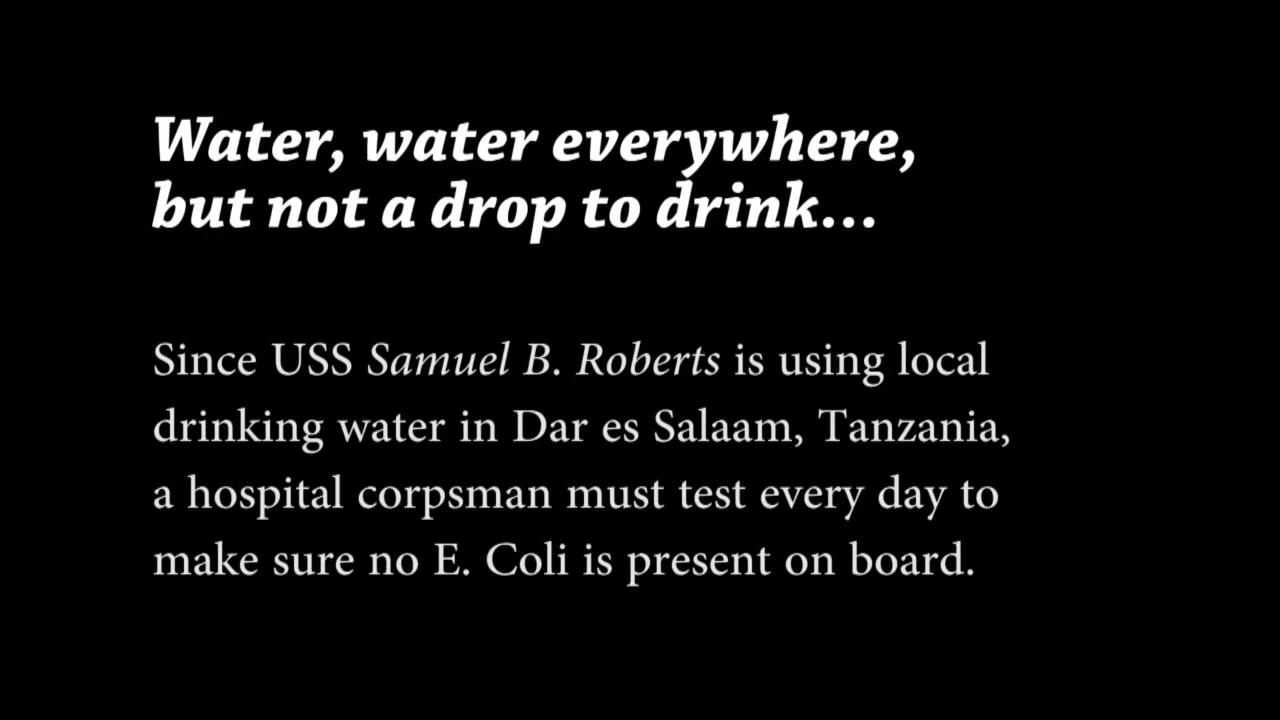 Water, water everywhere,
but not a drop to drink...
Since USS Samuel B. Roberts is using local
drinking water in Dar es Salaam, Tanzania,
a hospital corpsman must test every day to
make sure no E. Coli is present on board.